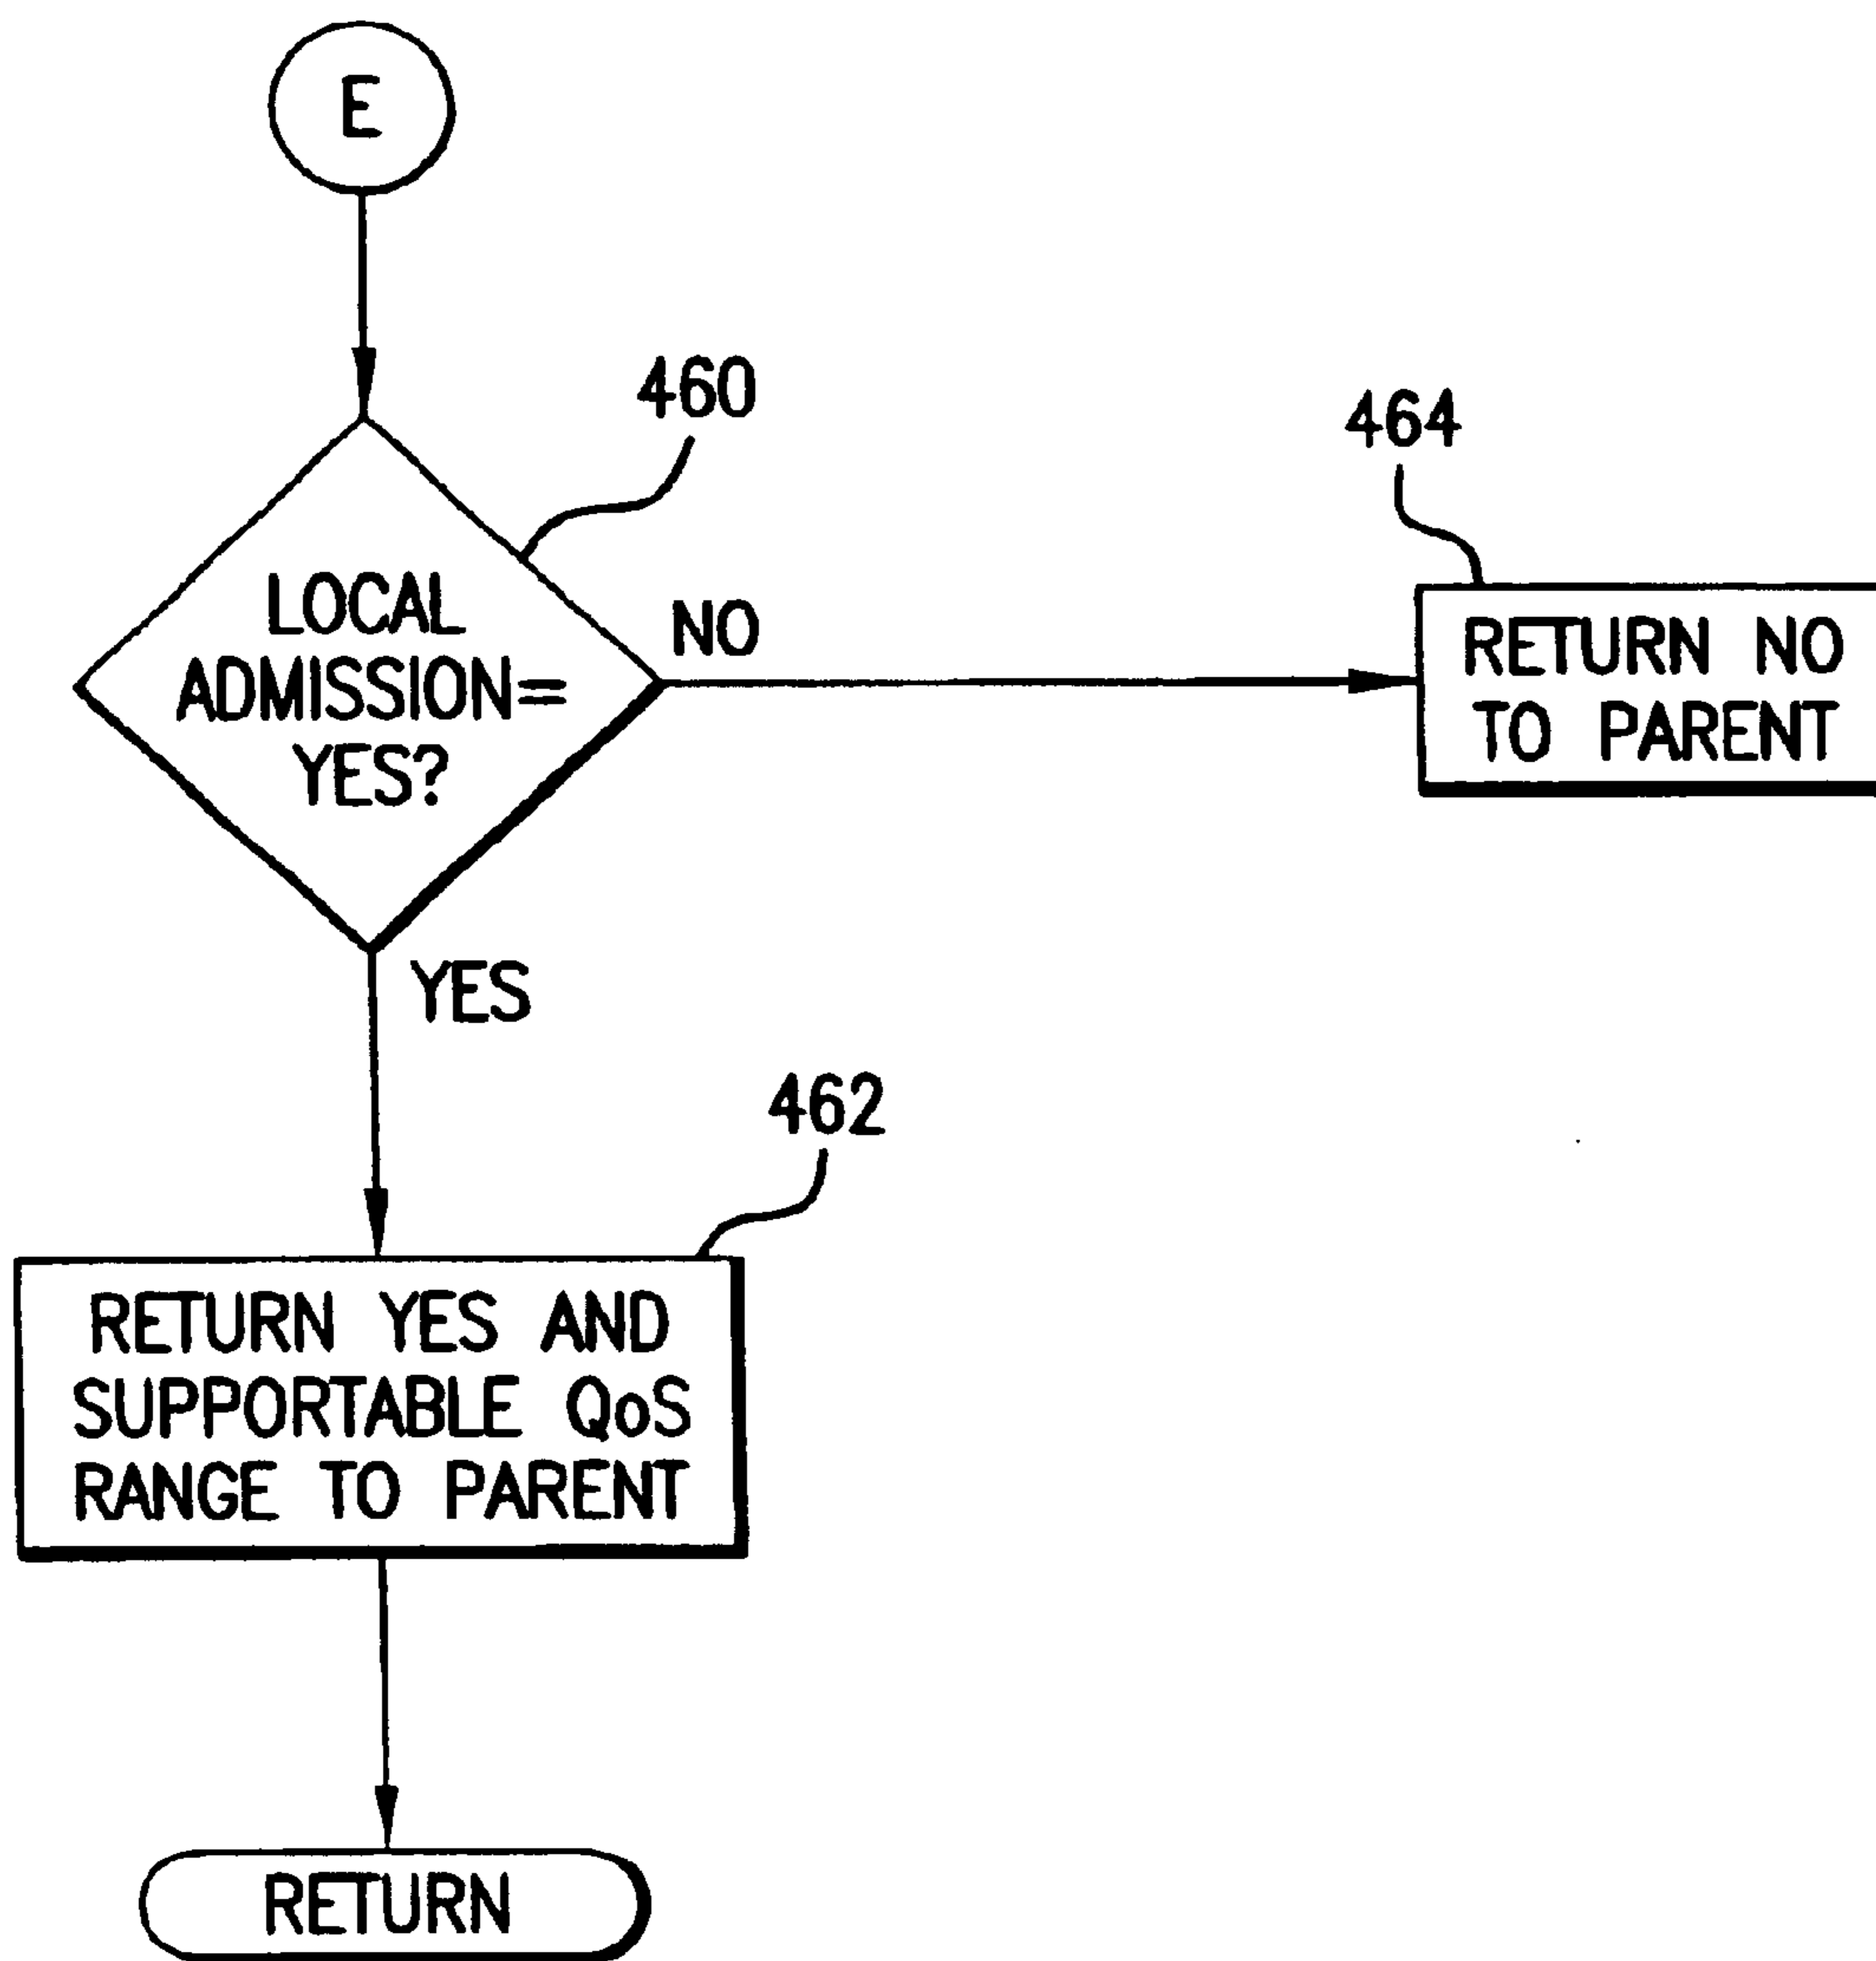 E
460
464
LOCAL
ADMISSION=
YES?
NO
RETURN NO
TO PARENT
YES
462
RETURN YES AND
SUPPORTABLE QoS
RANGE TO PARENT
RETURN